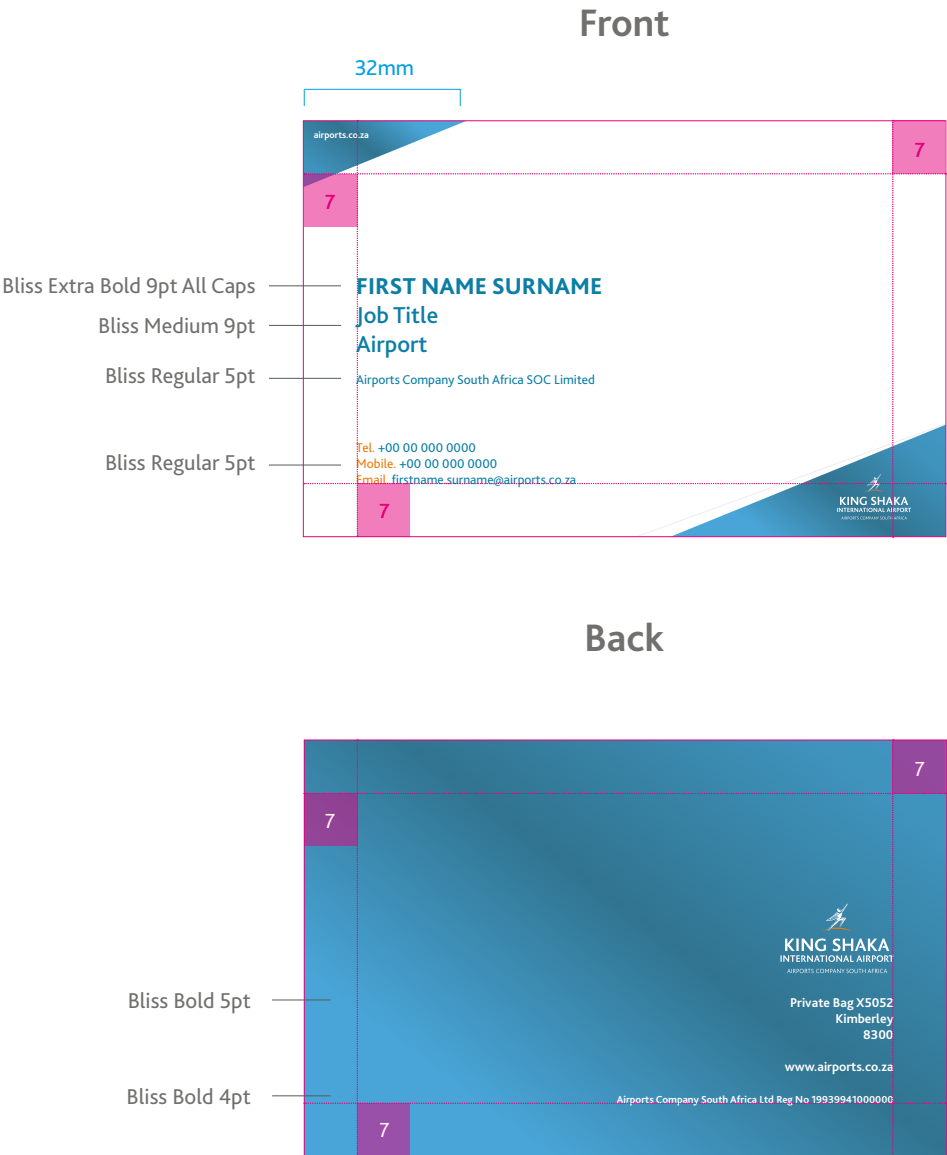 Front
32mm
airports.co.za
7
7
Bliss Extra Bold 9pt All Caps
FIRST NAME SURNAME
Bliss Medium 9pt
Job Title
Airport
Bliss Regular 5pt
Airports Company South Africa SOC Limited
Bliss Regular 5pt
Tel. +00 00 000 0000
Mobile. +00 00 000 0000
Email. firstname.surname@airports.co.za
7
KING SHAKA
INTERNATIONAL AIRPORT
AIRPORTS COMPANY SOUTH AFRICA
Back
7
7
KING SHAKA
INTERNATIONAL AIRPORT
AIRPORTS COMPANY SOUTH AFRICA
Bliss Bold 5pt
Private Bag X5052
Kimberley
8300
www.airports.co.za
Bliss Bold 4pt
Airports Company South Africa Ltd Reg No 19939941000000
7